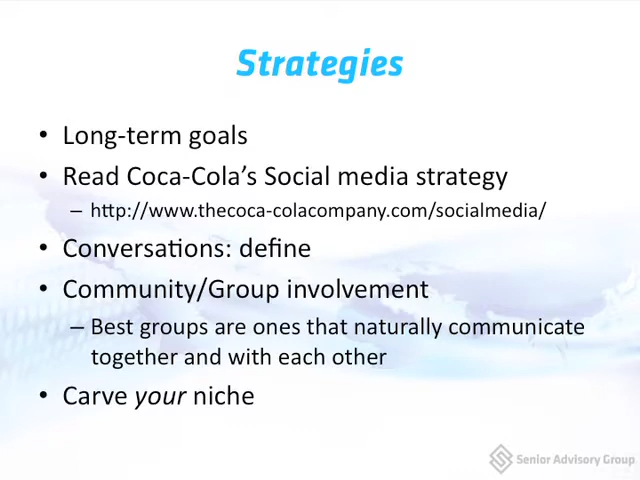 Strategies
• Long-term goals
• Read Coca-Cola’s Social media strategy
– http://www.thecoca-colacompany.com/socialmedia/
• Conversations: define
• Community/Group involvement
– Best groups are ones that naturally communicate
together and with each other
• Carve your niche
Senior Advisory Group